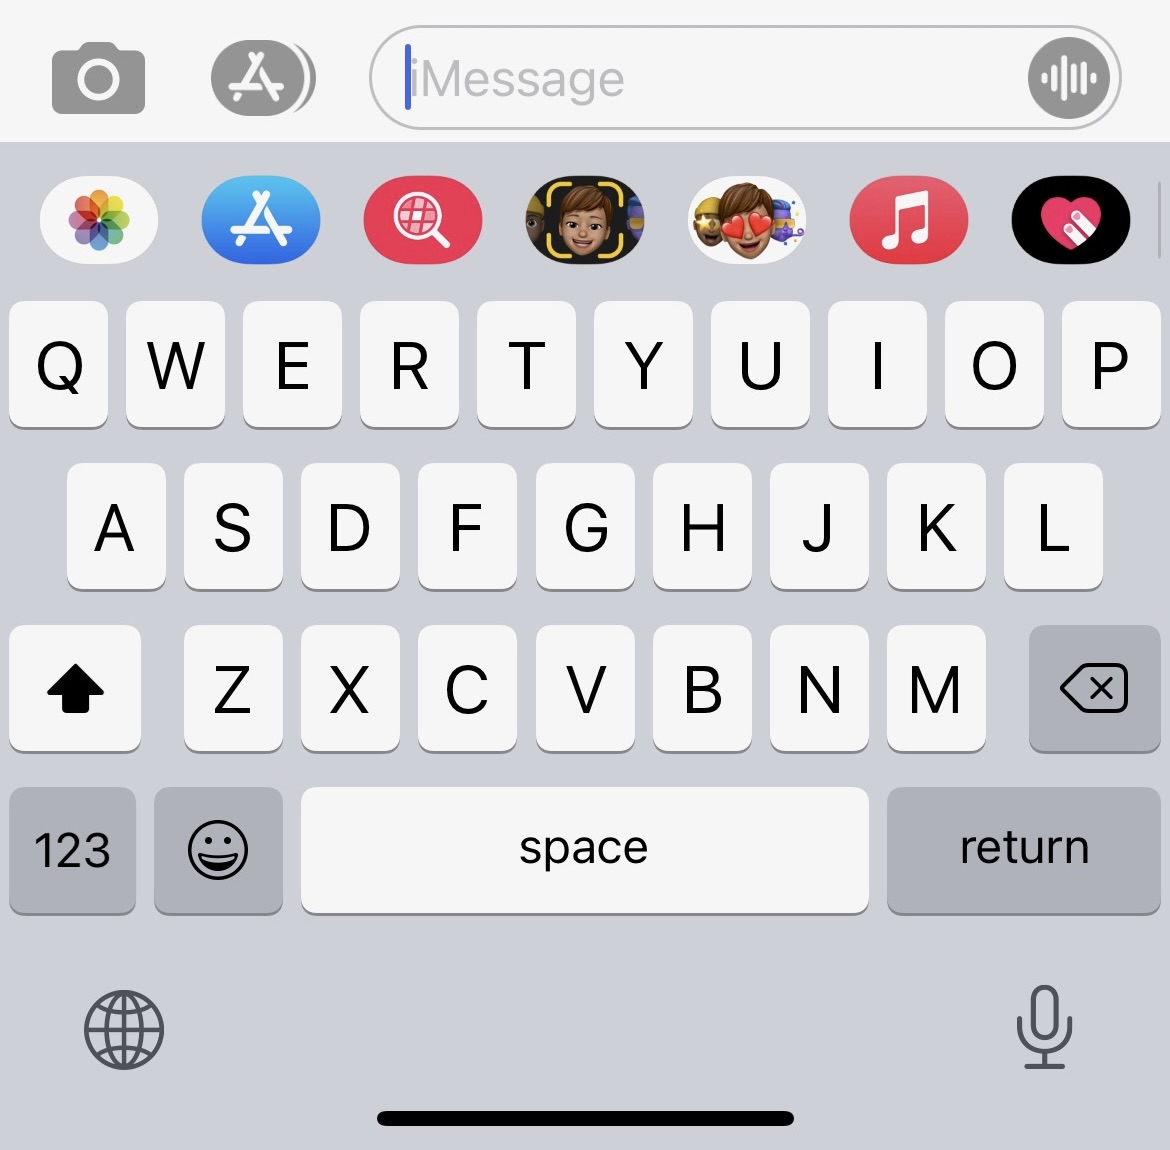 iMessage
Q W E R T Y U I O P
A S D F G H J K L
Z X C V B N M
123 space return